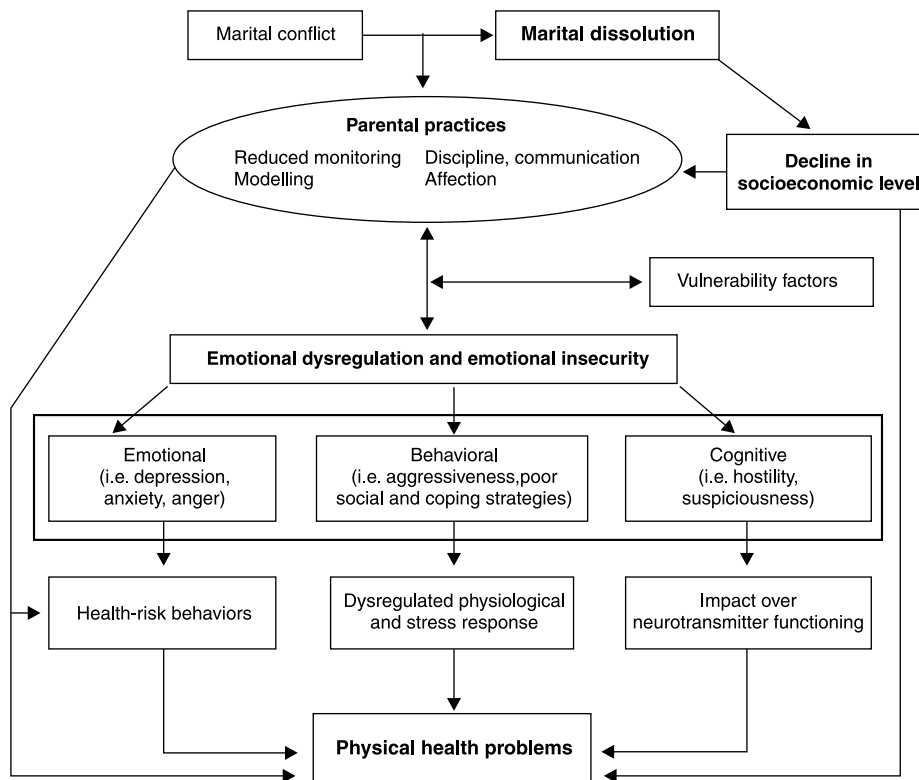 Marital conflict
Marital dissolution
Parental practices
Reduced monitoring
Modelling
Discipline, communication
Affection
Decline in
socioeconomic level
Vulnerability factors
Emotional dysregulation and emotional insecurity
Emotional
(i.e. depression,
anxiety, anger)
Behavioral
(i.e. aggressiveness,poor
social and coping strategies)
Cognitive
(i.e. hostility,
suspiciousness)
Health-risk behaviors
Dysregulated physiological
and stress response
Impact over
neurotransmitter functioning
Physical health problems